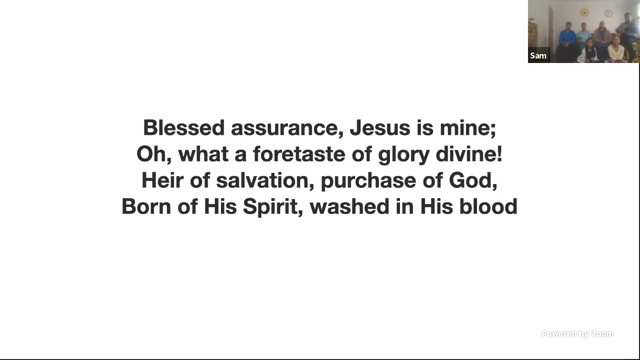 Sam
Blessed assurance, Jesus is mine;
Oh, what a foretaste of glory divine!
Heir of salvation, purchase of God,
Born of His Spirit, washed in His blood
Powered by Zoom